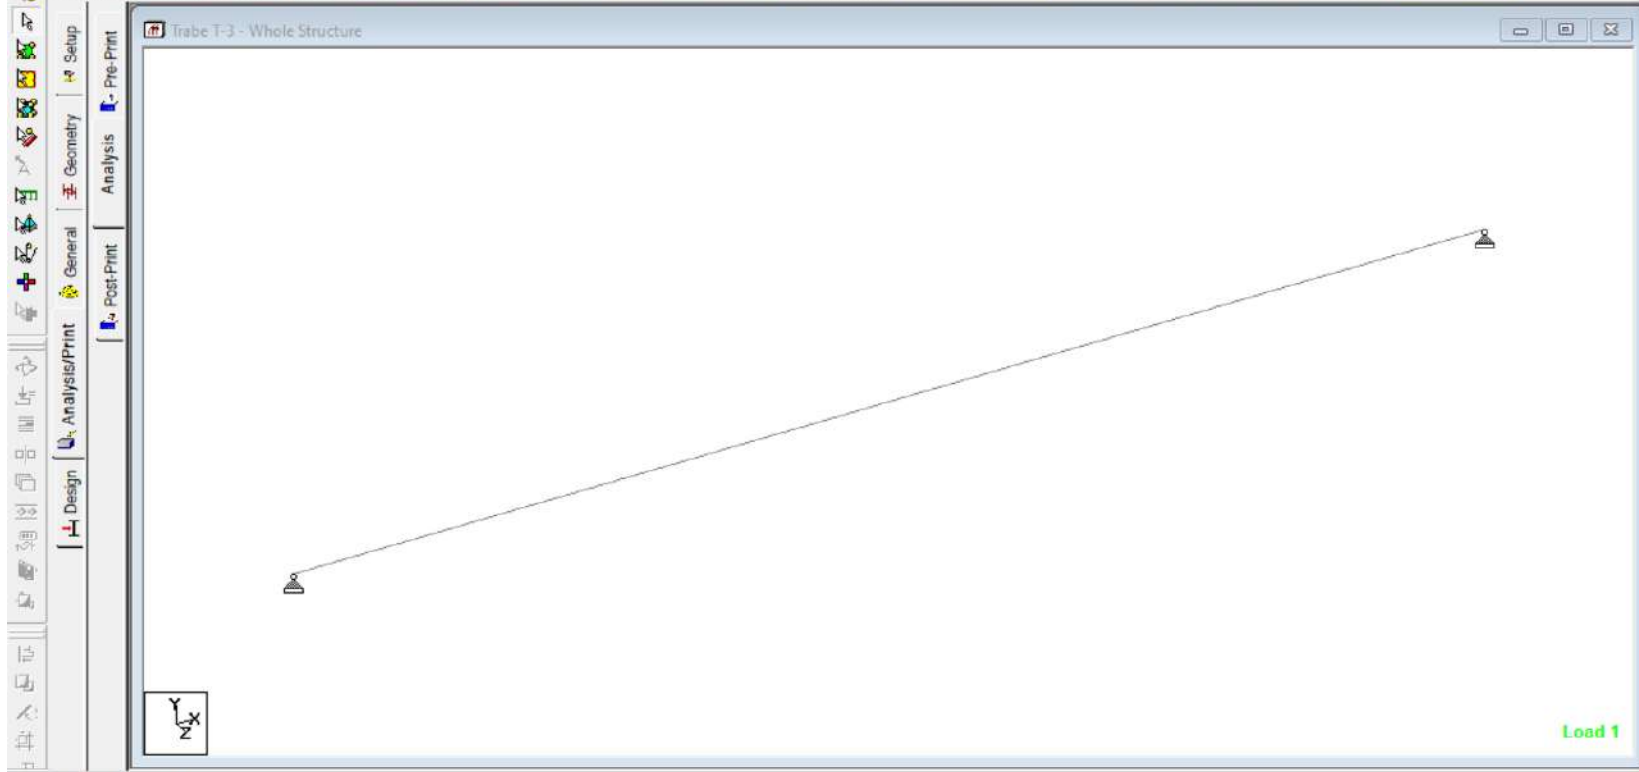 Trabe T-3 - Whole Structure
Setup
Geometry
General
Analysis/Print
Design
Pre-Print
Analysis
Post-Print
Y
X
Z
Load 1